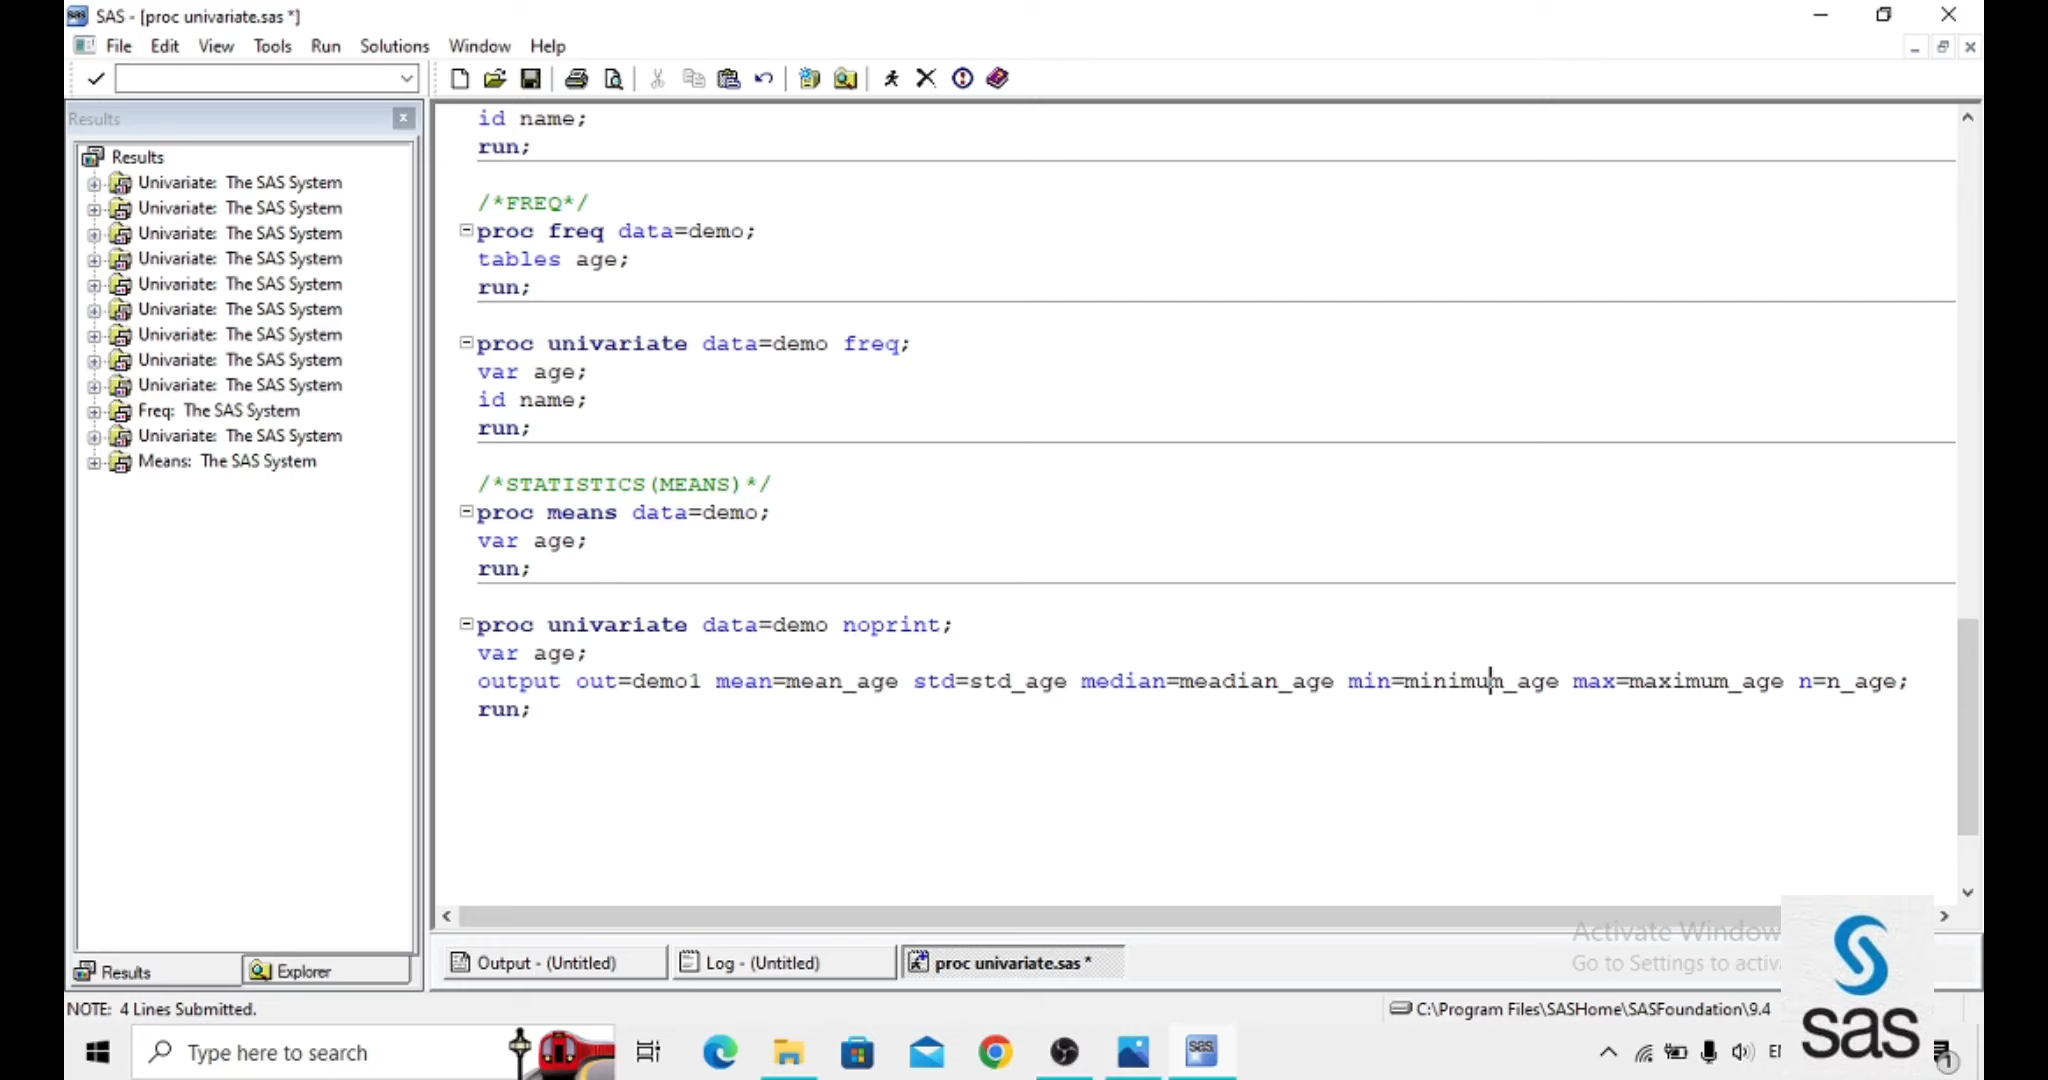 SAS - [proc univariate.sas *]
File Edit View Tools Run Solutions Window Help
Results
Results
Univariate: The SAS System
Univariate: The SAS System
Univariate: The SAS System
Univariate: The SAS System
Univariate: The SAS System
Univariate: The SAS System
Univariate: The SAS System
Univariate: The SAS System
Univariate: The SAS System
Freq: The SAS System
Univariate: The SAS System
Means: The SAS System
Results
Explorer
id name;
run;
/*FREQ*/
proc freq data=demo;
tables age;
run;
proc univariate data=demo freq;
var age;
id name;
run;
/*STATISTICS(MEANS)*/
proc means data=demo;
var age;
run;
proc univariate data=demo noprint;
var age;
output out=demo1 mean=mean_age std=std_age median=meadian_age min=minimum_age max=maximum_age n=n_age;
run;
Activate Window
Go to Settings to activ
Output - (Untitled)
Log - (Untitled)
proc univariate.sas *
NOTE: 4 Lines Submitted.
C:\Program Files\SASHome\SASFoundation\9.4
Type here to search
sas
1